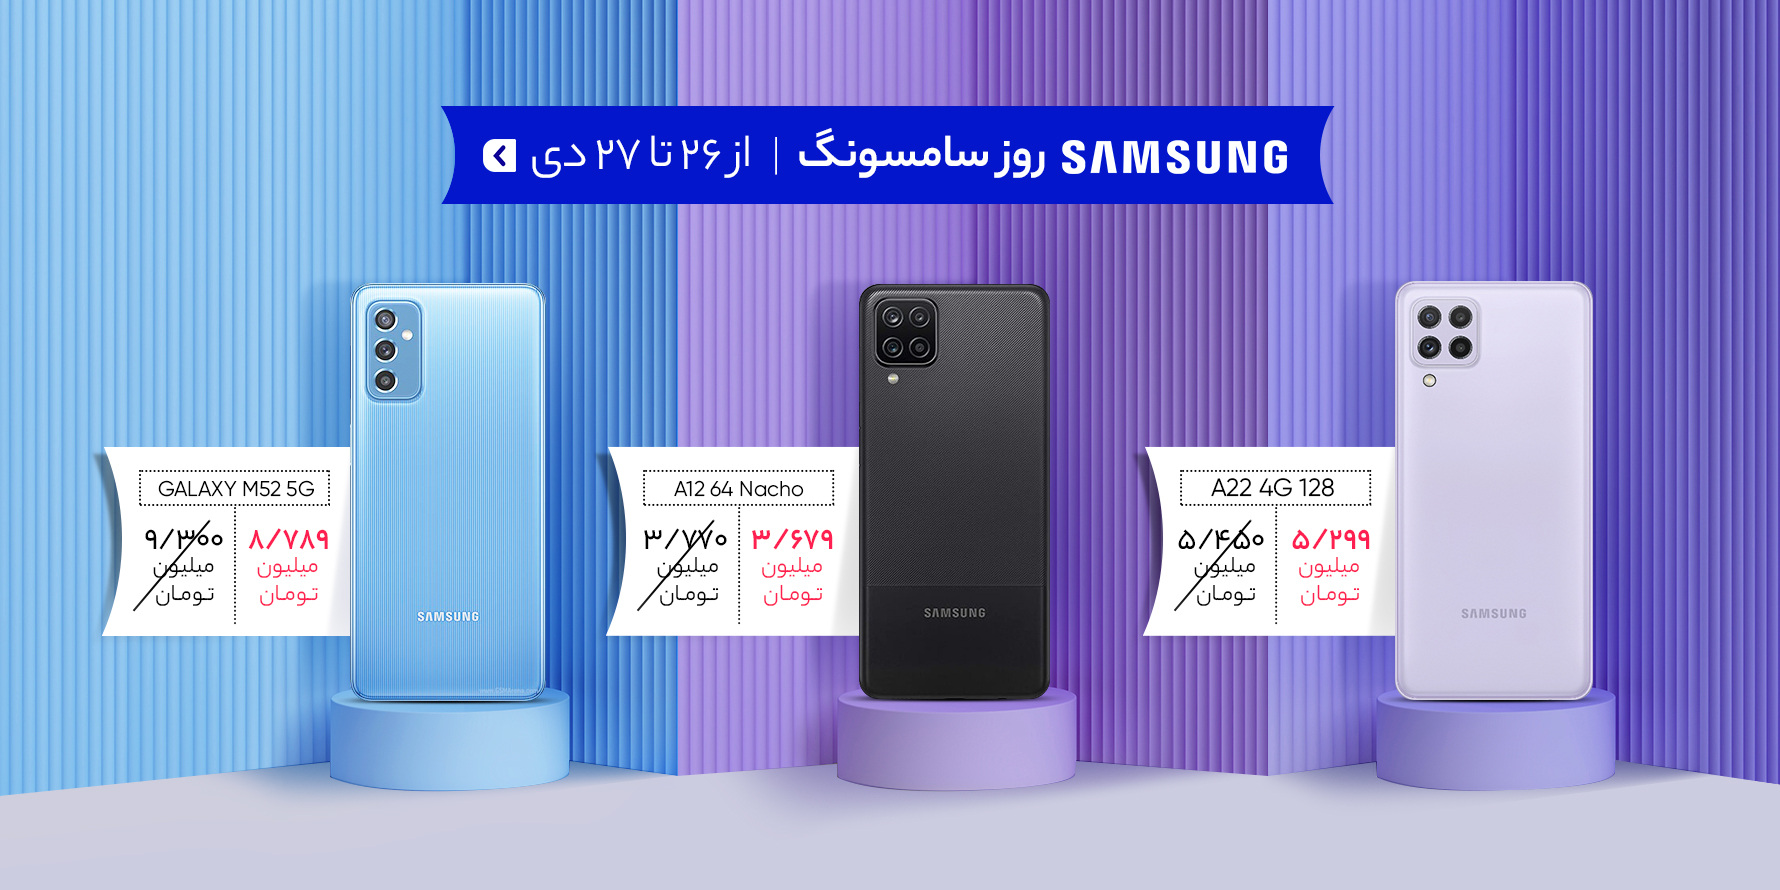 SAMSUNG روز سامسونگ | از ۲۶ تا ۲۷ دی
A22 4G 128
۵/۲۹۹ ۵/۴۵۰
میلیون میلیون
تومان تومان
SAMSUNG
A12 64 Nacho
۳/۶۷۹ ۳/۷۷۰
میلیون میلیون
تومان تومان
SAMSUNG
GALAXY M52 5G
۸/۷۸۹ ۹/۳۰۰
میلیون میلیون
تومان تومان
SAMSUNG